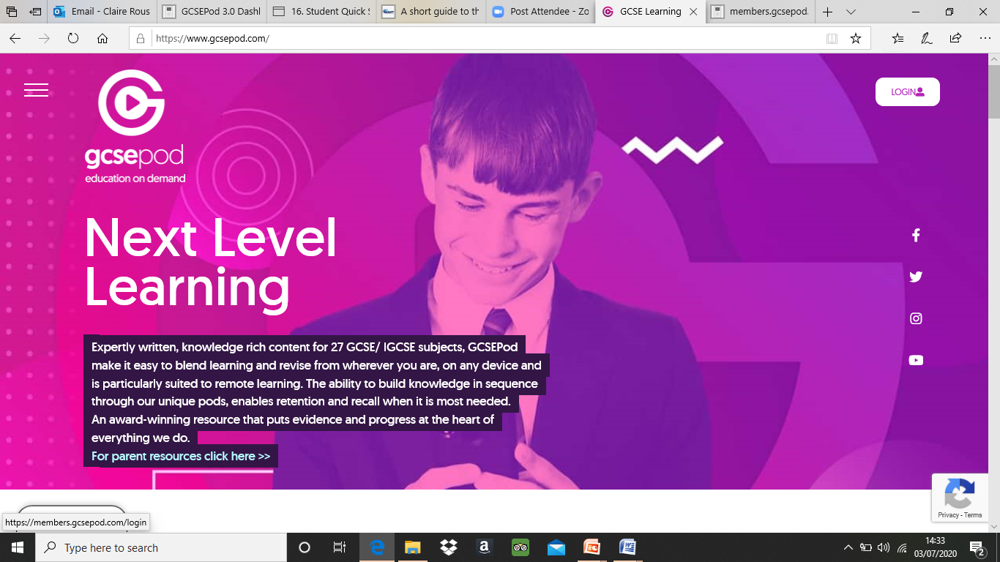 Email - Claire Rous
GCSEPod 3.0 Dashl
16. Student Quick S
A short guide to th
Post Attendee - Zo
GCSE Learning
members.gcsepod.
https://www.gcsepod.com/
LOGIN
gcsepod
education on demand
Next Level
Learning
Expertly written, knowledge rich content for 27 GCSE/ IGCSE subjects, GCSEPod
make it easy to blend learning and revise from wherever you are, on any device and
is particularly suited to remote learning. The ability to build knowledge in sequence
through our unique pods, enables retention and recall when it is most needed.
An award-winning resource that puts evidence and progress at the heart of
everything we do.
For parent resources click here >>
Privacy - Terms
https://members.gcsepod.com/login
Type here to search
14:33
03/07/2020
2